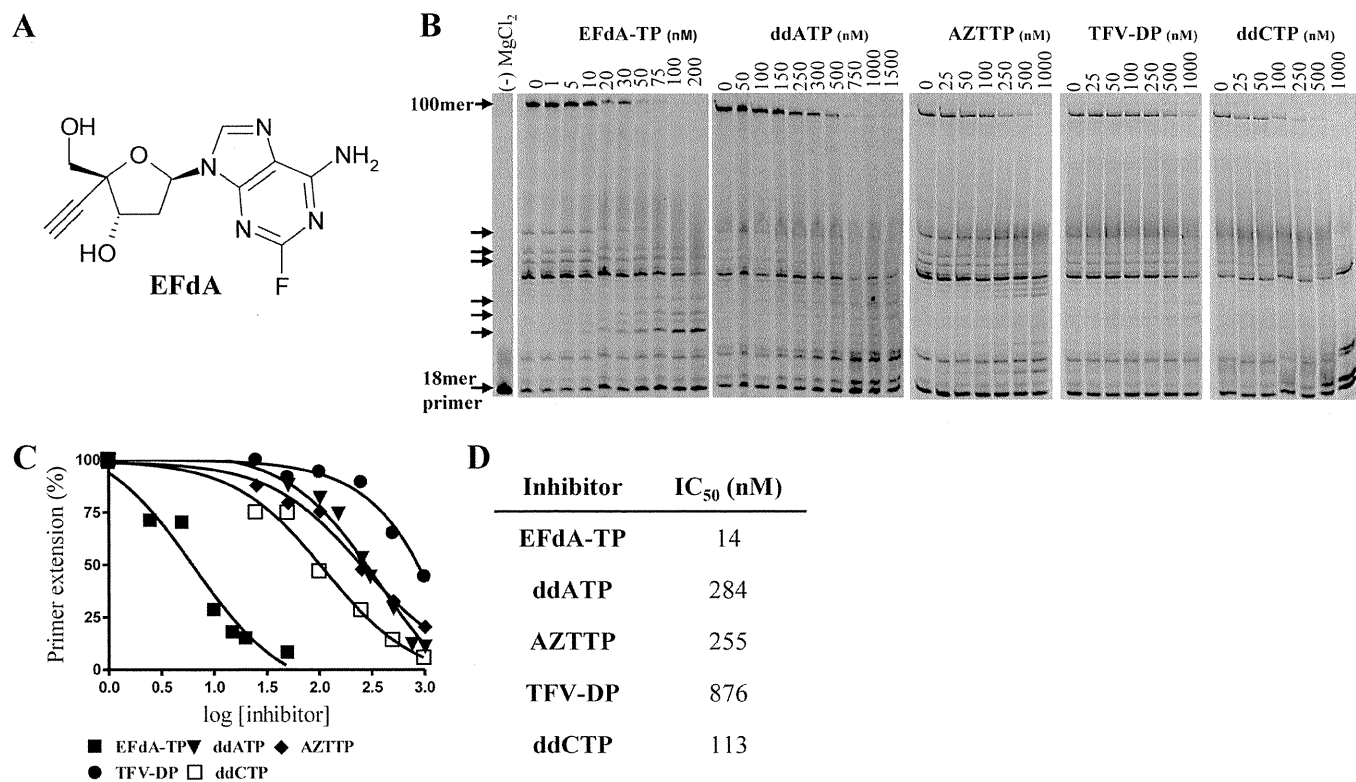 A
OH
O
N
N
N
N
NH2
HO
F
EFdA
B
(-) MgCl2
EFdA-TP (nM)
0 1 5 10 20 30 50 75 100 200
ddATP (nM)
0 50 100 150 250 300 500 750 1000 1500
AZTTP (nM)
0 25 50 100 250 500 1000
TFV-DP (nM)
0 25 50 100 250 500 1000
ddCTP (nM)
0 25 50 100 250 500 1000
100mer
18mer
primer
C
Primer extension (%)
100
75
50
25
0
0.0 0.5 1.0 1.5 2.0 2.5 3.0
log [inhibitor]
EFdA-TP ddATP AZTTP
TFV-DP ddCTP
D
Inhibitor IC50 (nM)
EFdA-TP 14
ddATP 284
AZTTP 255
TFV-DP 876
ddCTP 113